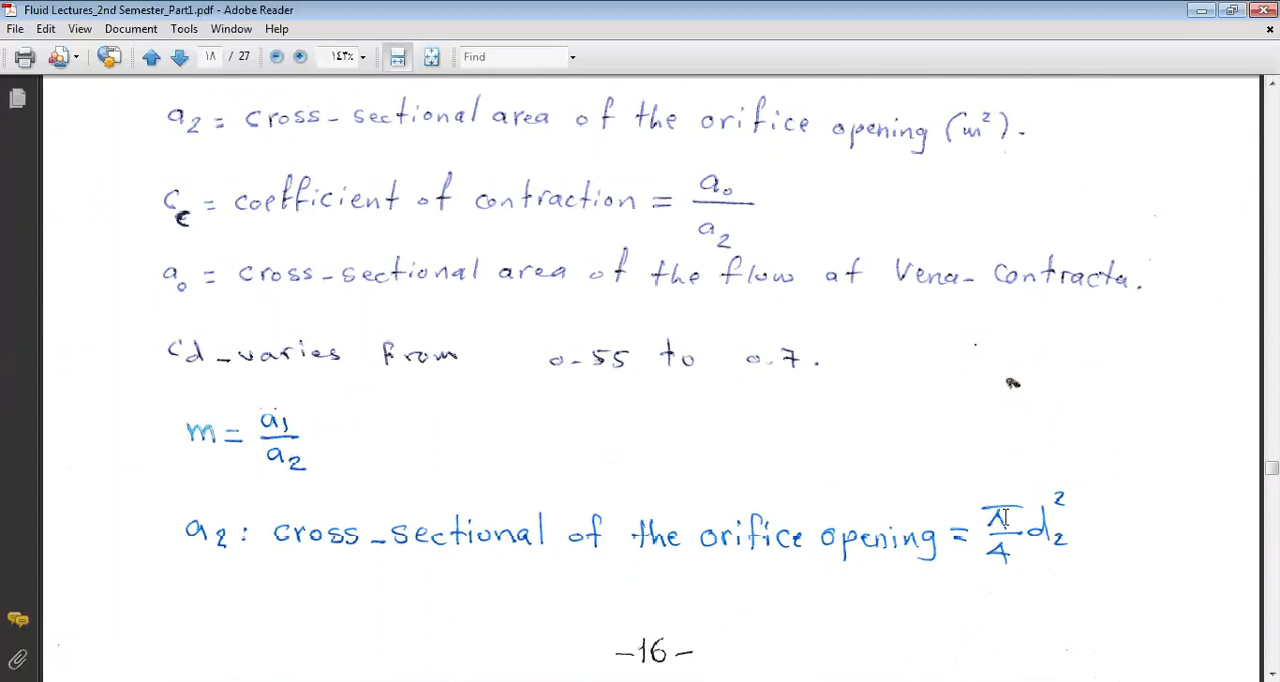 Fluid Lectures_2nd Semester_Part1.pdf - Adobe Reader
File Edit View Document Tools Window Help
١٨ / 27 ١٤٣% Find
a2 = cross-sectional area of the orifice opening (m²).
Cc = coefficient of contraction = a0/a2
a0 = cross-sectional area of the flow at Vena-contracta.
Cd-varies From 0.55 to 0.7.
m = a1/a2
a2: cross-sectional of the orifice opening = π/4 d2²
-16-